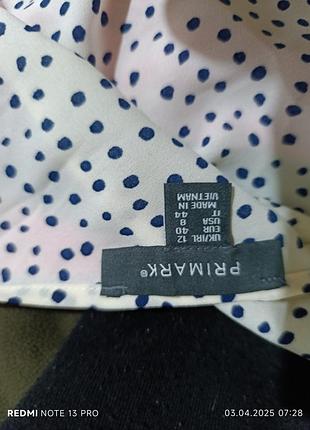 PRIMARK®
UK/IRL 12
EUR 40
USA 8
IT 44
MADE IN
VIETNAM
REDMI NOTE 13 PRO
03.04.2025 07:28